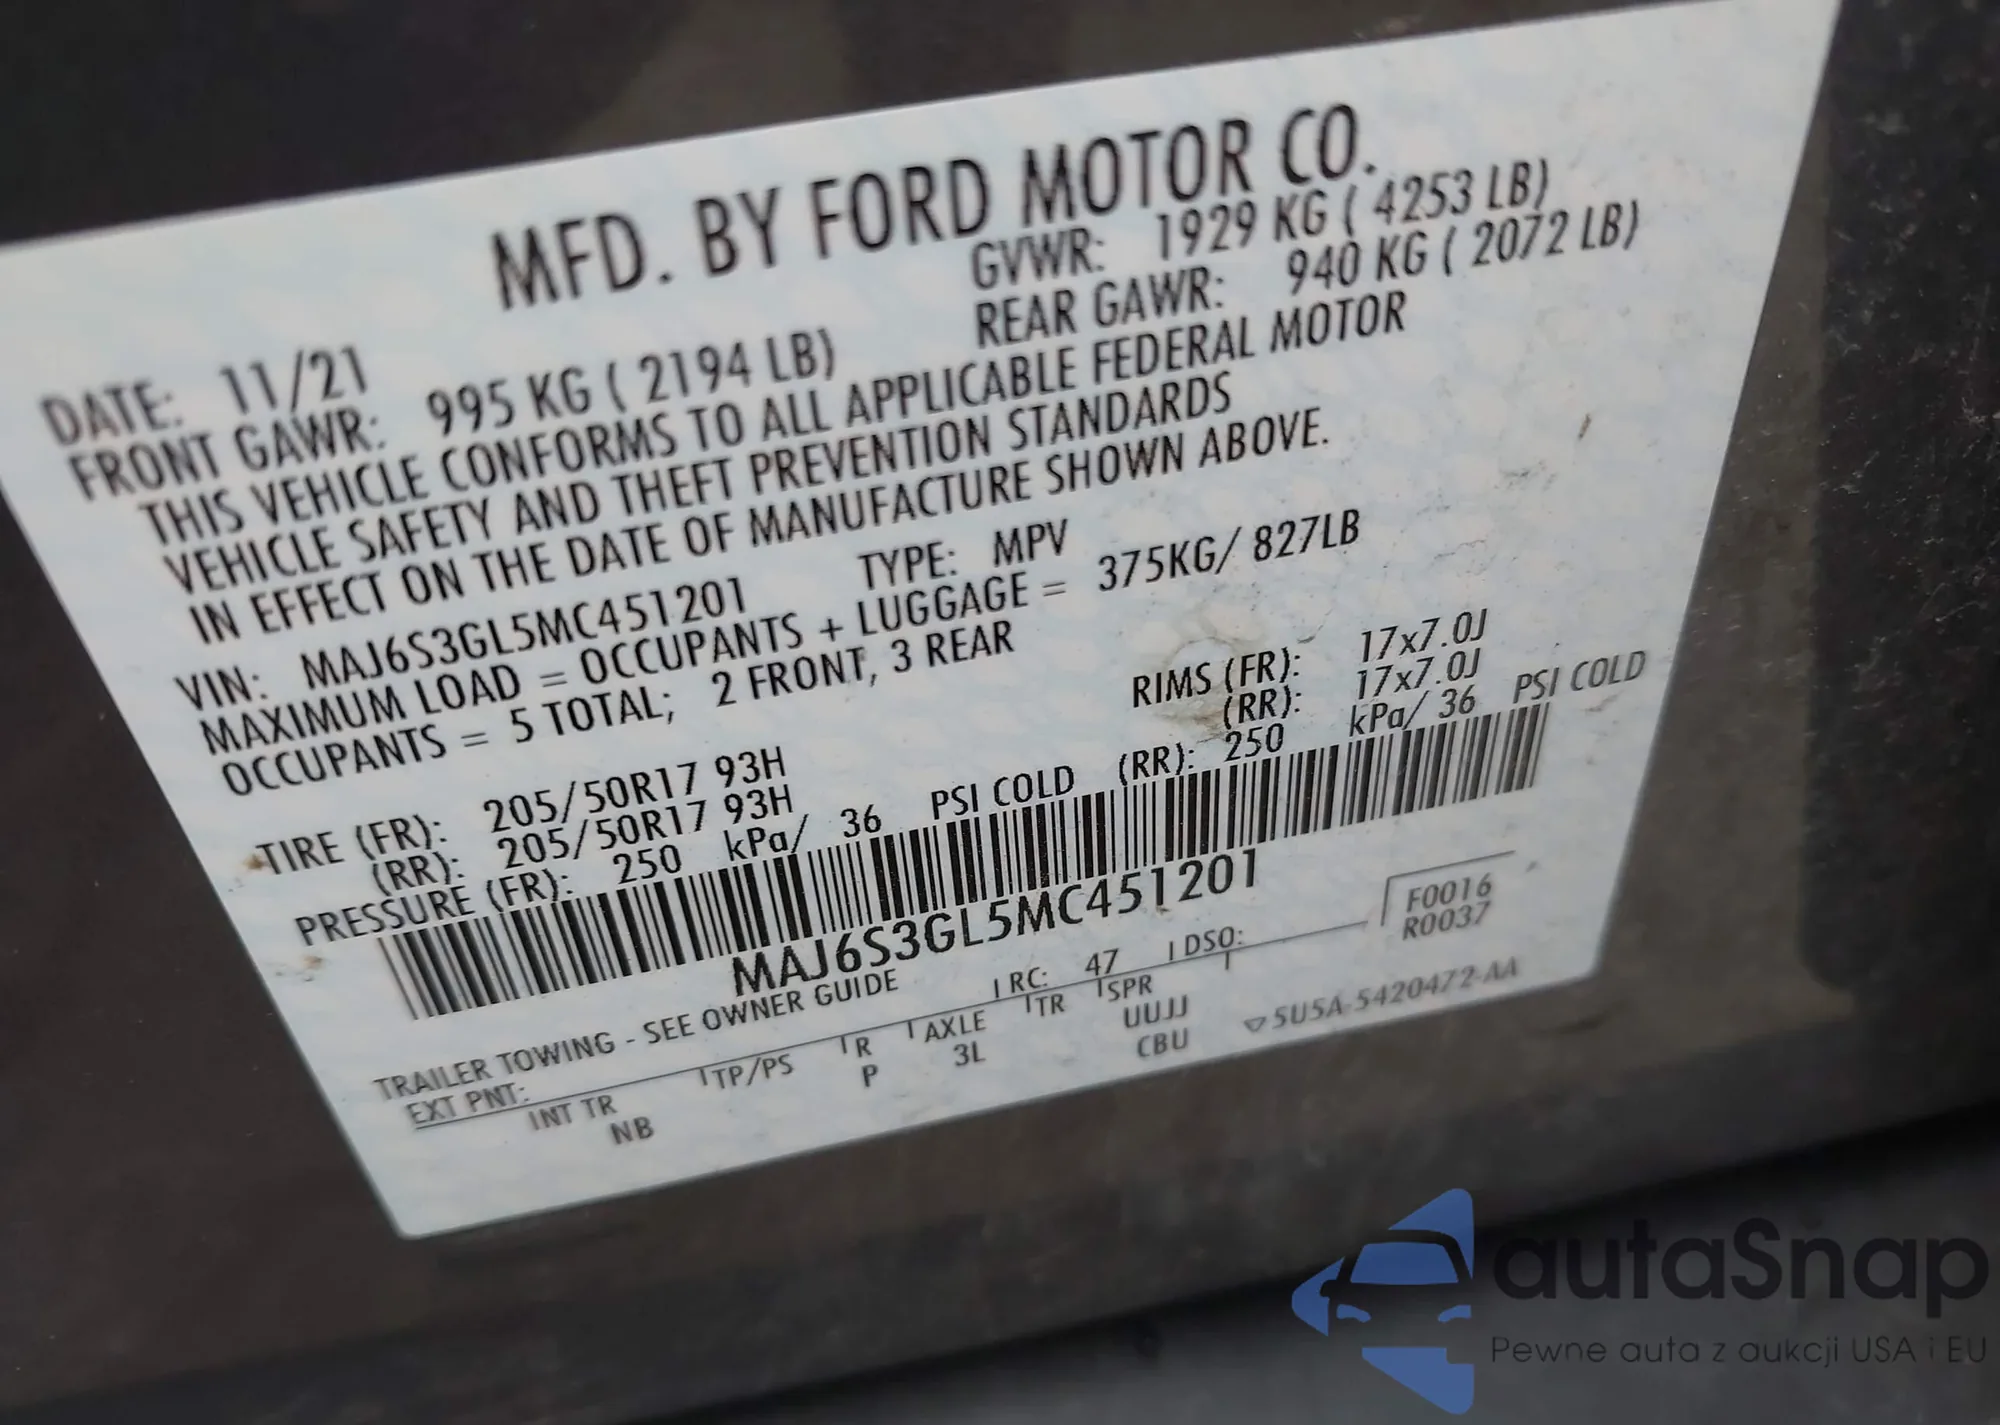 MFD. BY FORD MOTOR CO.
DATE: 11/21 GVWR: 1929 KG ( 4253 LB)
FRONT GAWR: 995 KG ( 2194 LB) REAR GAWR: 940 KG ( 2072 LB)
THIS VEHICLE CONFORMS TO ALL APPLICABLE FEDERAL MOTOR
VEHICLE SAFETY AND THEFT PREVENTION STANDARDS
IN EFFECT ON THE DATE OF MANUFACTURE SHOWN ABOVE.
VIN: MAJ6S3GL5MC451201 TYPE: MPV
MAXIMUM LOAD = OCCUPANTS + LUGGAGE = 375KG/ 827LB
OCCUPANTS = 5 TOTAL; 2 FRONT, 3 REAR
TIRE (FR): 205/50R17 93H RIMS (FR): 17x7.0J
(RR): 205/50R17 93H (RR): 17x7.0J
PRESSURE (FR): 250 kPa/ 36 PSI COLD (RR): 250 kPa/ 36 PSI COLD
MAJ6S3GL5MC451201
F0016
R0037
TRAILER TOWING - SEE OWNER GUIDE
EXT PNT: RC: 47 DSO:
INT TR TP/PS R AXLE TR SPR
NB P 3L UUJJ
CBU
5U5A-5420472-AA
autaSnap
Pewne auta z aukcji USA i EU